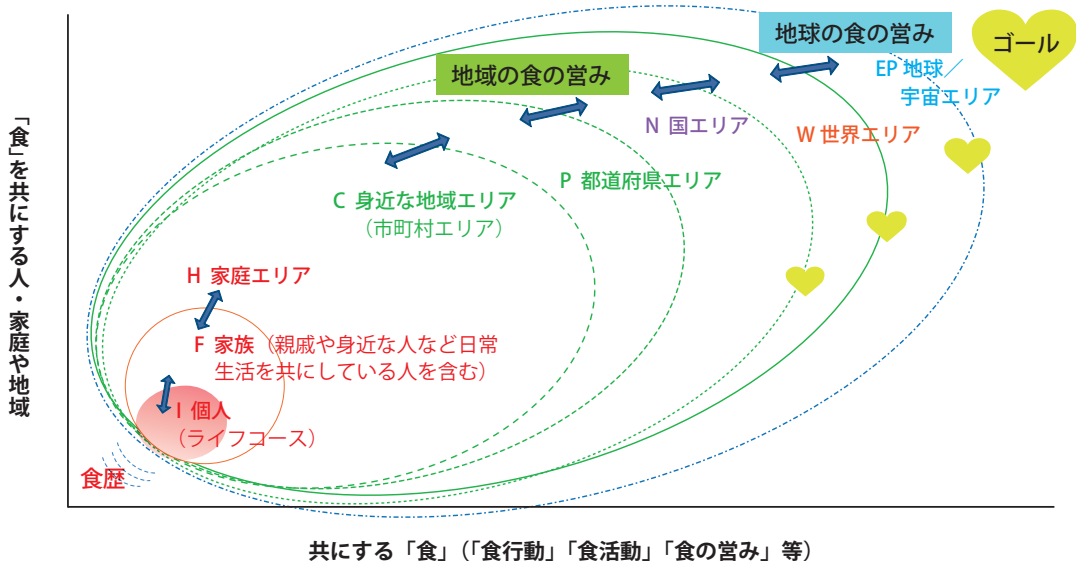 地球の食の営み
ゴール
地域の食の営み
EP 地球／
宇宙エリア
N 国エリア
W 世界エリア
P 都道府県エリア
C 身近な地域エリア
（市町村エリア）
H 家庭エリア
F 家族（親戚や身近な人など日常
生活を共にしている人を含む）
I 個人
（ライフコース）
食歴
「食」を共にする人・家庭や地域
共にする「食」（「食行動」「食活動」「食の営み」等）